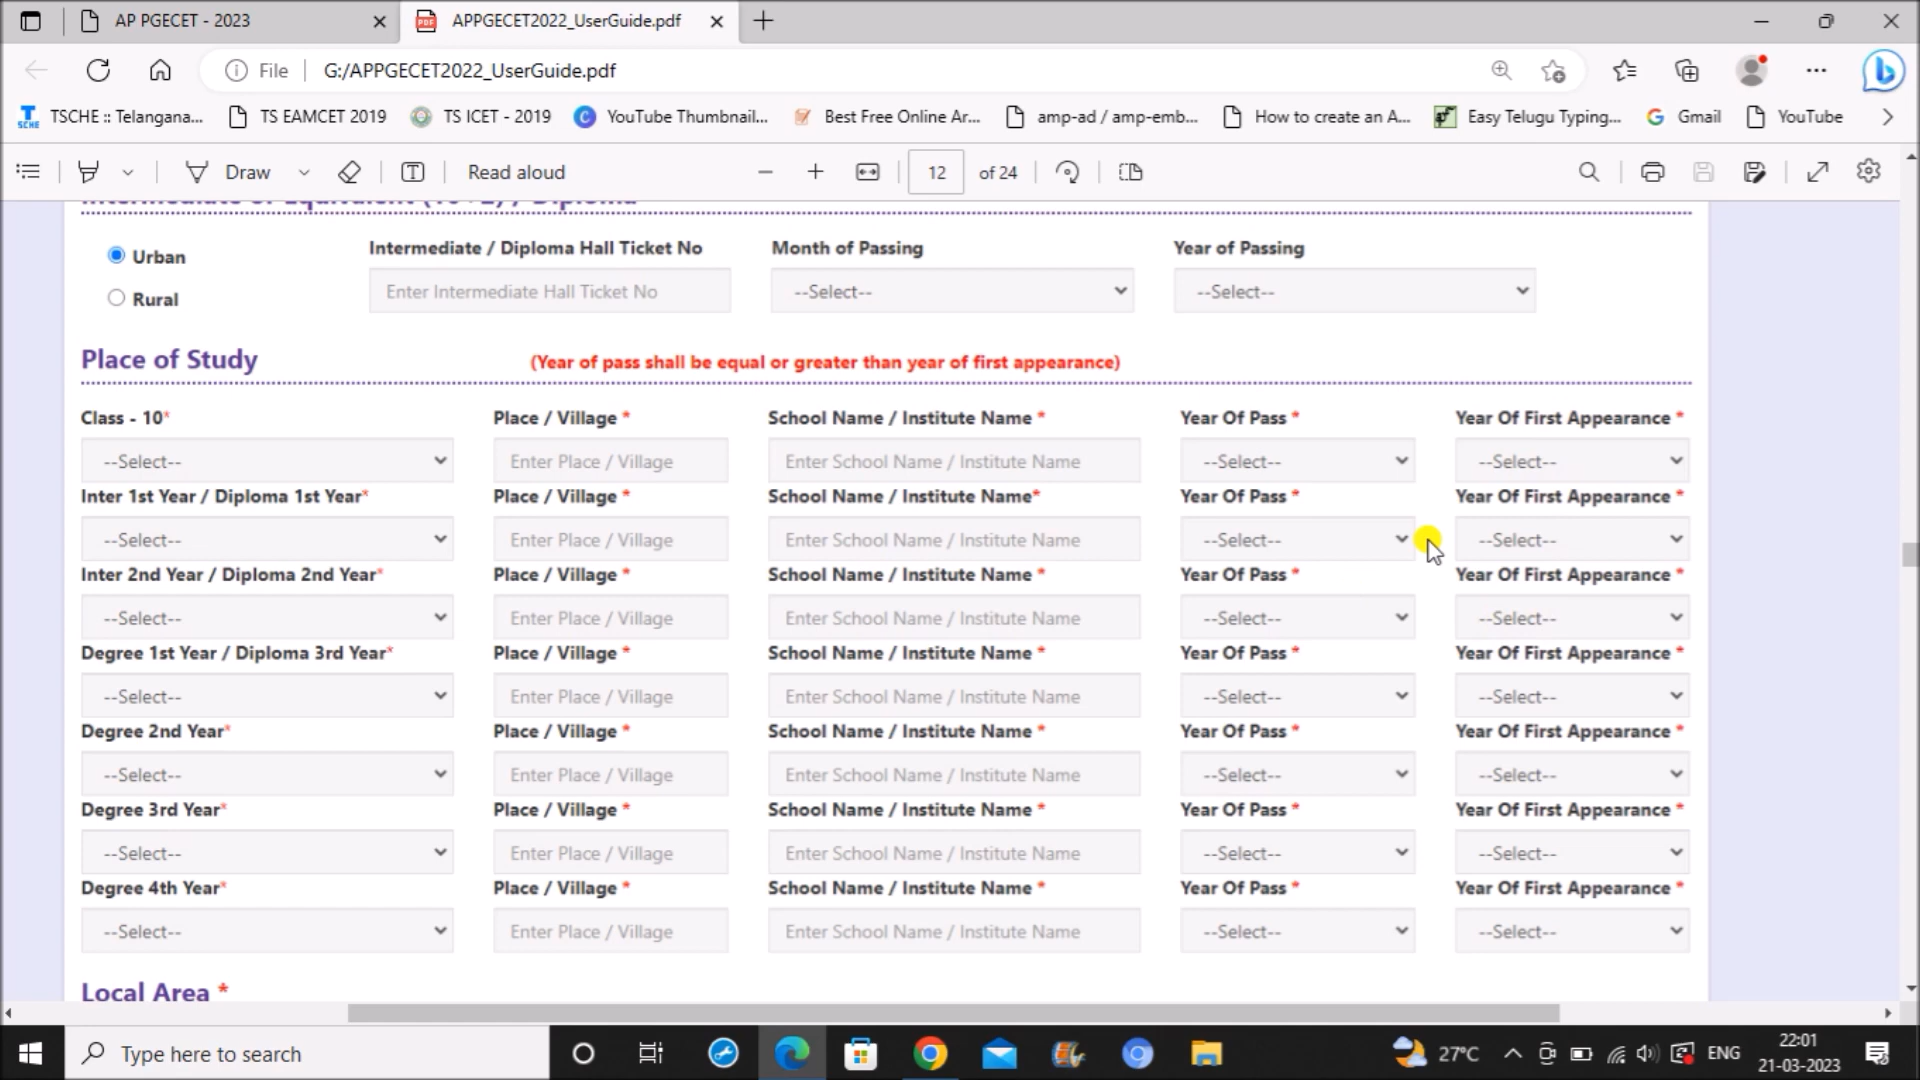 AP PGECET - 2023
APPGECET2022_UserGuide.pdf
File
G:/APPGECET2022_UserGuide.pdf
TSCHE :: Telangana...
TS EAMCET 2019
TS ICET - 2019
YouTube Thumbnail...
Best Free Online Ar...
amp-ad / amp-emb...
How to create an A...
Easy Telugu Typing...
Gmail
YouTube
Draw
Read aloud
12 of 24
Intermediate or Equivalent (10+2) / Diploma
Urban
Rural
Intermediate / Diploma Hall Ticket No
Enter Intermediate Hall Ticket No
Month of Passing
--Select--
Year of Passing
--Select--
Place of Study
(Year of pass shall be equal or greater than year of first appearance)
Class - 10* Place / Village * School Name / Institute Name * Year Of Pass * Year Of First Appearance *
--Select-- Enter Place / Village Enter School Name / Institute Name --Select-- --Select--
Inter 1st Year / Diploma 1st Year* Place / Village * School Name / Institute Name* Year Of Pass * Year Of First Appearance *
--Select-- Enter Place / Village Enter School Name / Institute Name --Select-- --Select--
Inter 2nd Year / Diploma 2nd Year* Place / Village * School Name / Institute Name * Year Of Pass * Year Of First Appearance *
--Select-- Enter Place / Village Enter School Name / Institute Name --Select-- --Select--
Degree 1st Year / Diploma 3rd Year* Place / Village * School Name / Institute Name * Year Of Pass * Year Of First Appearance *
--Select-- Enter Place / Village Enter School Name / Institute Name --Select-- --Select--
Degree 2nd Year* Place / Village * School Name / Institute Name * Year Of Pass * Year Of First Appearance *
--Select-- Enter Place / Village Enter School Name / Institute Name --Select-- --Select--
Degree 3rd Year* Place / Village * School Name / Institute Name * Year Of Pass * Year Of First Appearance *
--Select-- Enter Place / Village Enter School Name / Institute Name --Select-- --Select--
Degree 4th Year* Place / Village * School Name / Institute Name * Year Of Pass * Year Of First Appearance *
--Select-- Enter Place / Village Enter School Name / Institute Name --Select-- --Select--
Local Area *
Type here to search
27°C
ENG
22:01
21-03-2023